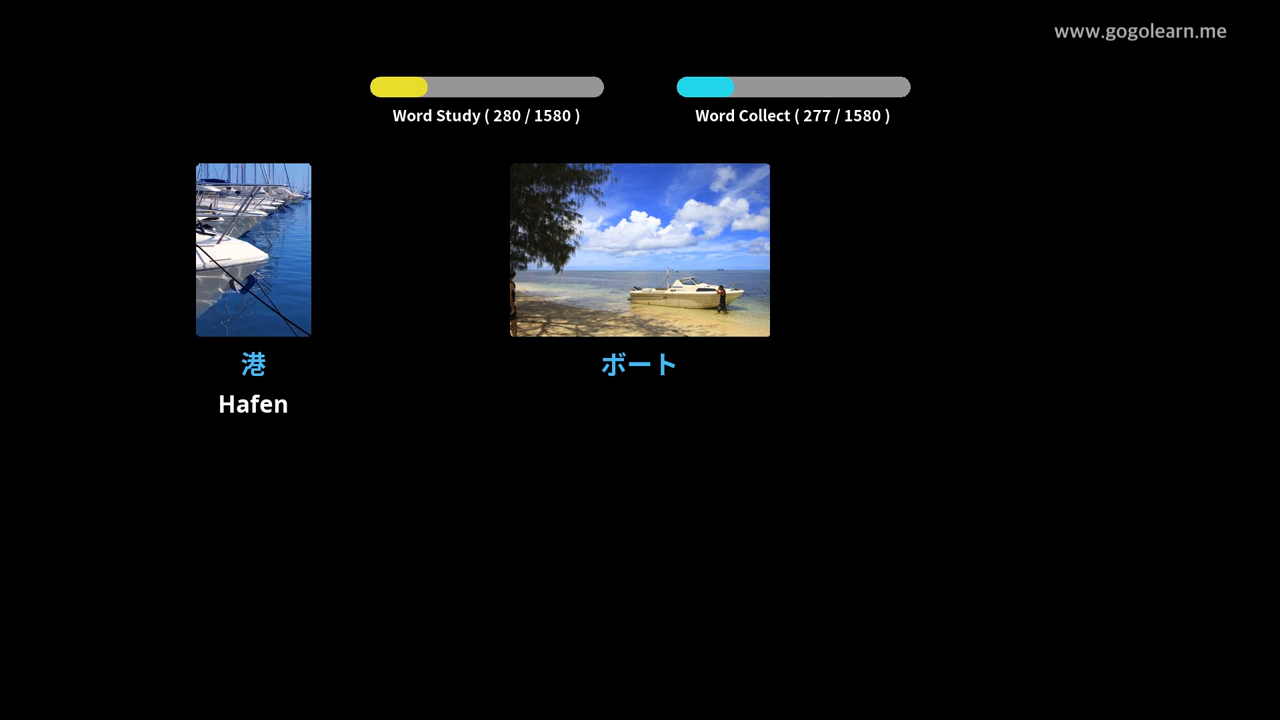 www.gogolearn.me
Word Study ( 280 / 1580 )
Word Collect ( 277 / 1580 )
港
Hafen
ボート